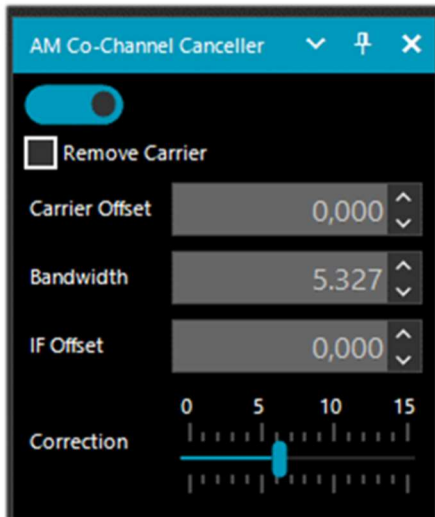 AM Co-Channel Canceller
Remove Carrier
Carrier Offset 0,000
Bandwidth 5.327
IF Offset 0,000
0 5 10 15
Correction